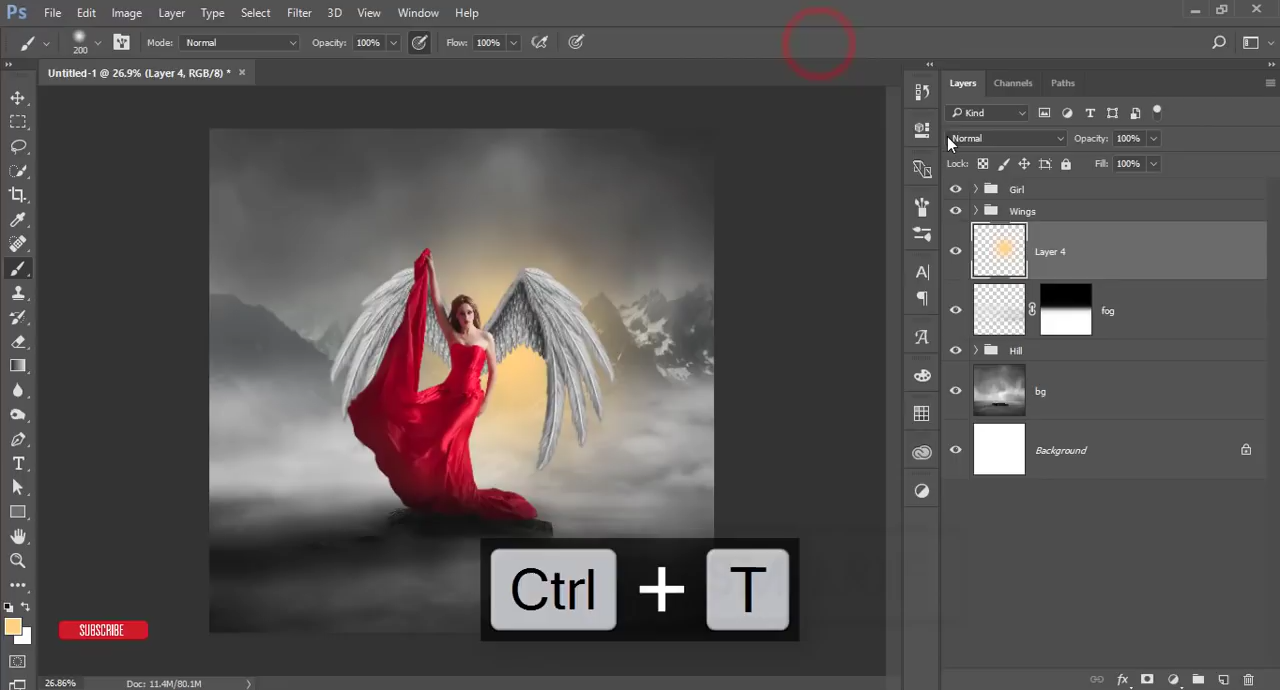 Ps File Edit Image Layer Type Select Filter 3D View Window Help
200 Mode: Normal Opacity: 100% Flow: 100%
Untitled-1 @ 26.9% (Layer 4, RGB/8) * ×
Layers Channels Paths
Kind
Normal Opacity: 100%
Lock: Fill: 100%
Girl
Wings
Layer 4
fog
Hill
bg
Background
Ctrl + T
SUBSCRIBE
26.86% Doc: 11.4M/80.1M